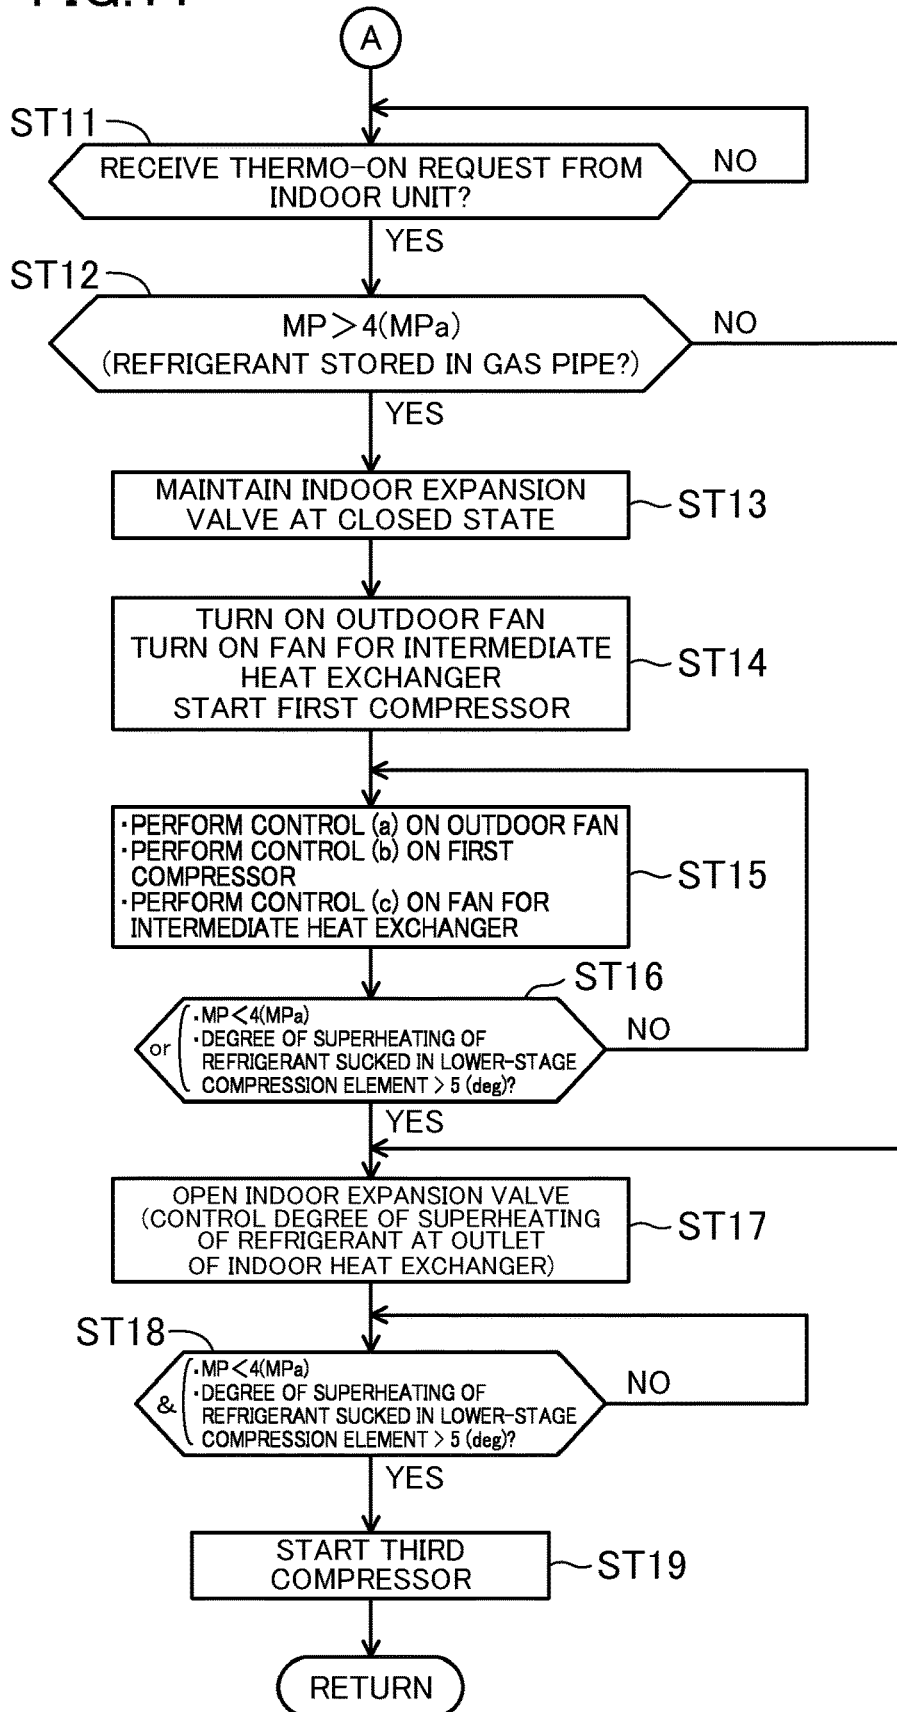 A
ST11
RECEIVE THERMO-ON REQUEST FROM
INDOOR UNIT?
NO
YES
ST12
MP>4(MPa)
(REFRIGERANT STORED IN GAS PIPE?)
NO
YES
MAINTAIN INDOOR EXPANSION
VALVE AT CLOSED STATE
ST13
TURN ON OUTDOOR FAN
TURN ON FAN FOR INTERMEDIATE
HEAT EXCHANGER
START FIRST COMPRESSOR
ST14
·PERFORM CONTROL (a) ON OUTDOOR FAN
·PERFORM CONTROL (b) ON FIRST
COMPRESSOR
·PERFORM CONTROL (c) ON FAN FOR
INTERMEDIATE HEAT EXCHANGER
ST15
ST16
or
·MP<4(MPa)
·DEGREE OF SUPERHEATING OF
REFRIGERANT SUCKED IN LOWER-STAGE
COMPRESSION ELEMENT > 5 (deg)?
NO
YES
OPEN INDOOR EXPANSION VALVE
(CONTROL DEGREE OF SUPERHEATING
OF REFRIGERANT AT OUTLET
OF INDOOR HEAT EXCHANGER)
ST17
ST18
&
·MP<4(MPa)
·DEGREE OF SUPERHEATING OF
REFRIGERANT SUCKED IN LOWER-STAGE
COMPRESSION ELEMENT > 5 (deg)?
NO
YES
START THIRD
COMPRESSOR
ST19
RETURN